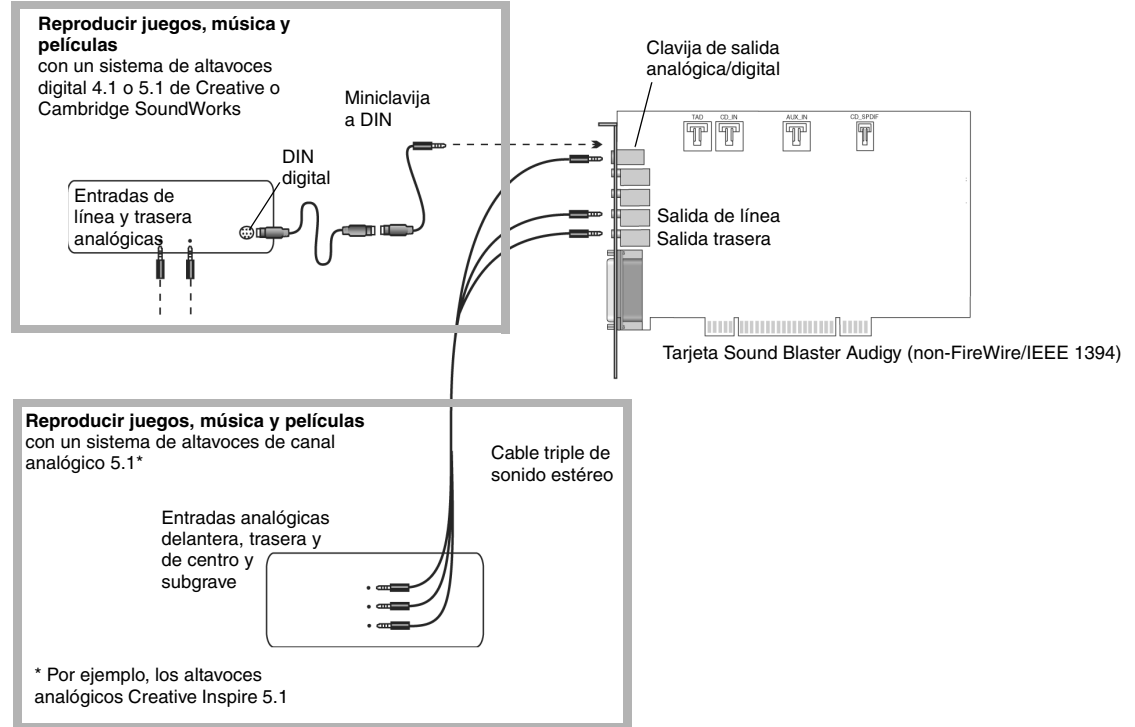 Reproducir juegos, música y
películas
con un sistema de altavoces
digital 4.1 o 5.1 de Creative o
Cambridge SoundWorks
Miniclavija
a DIN
DIN
digital
Entradas de
línea y trasera
analógicas
Clavija de salida
analógica/digital
TAD
CD_IN
AUX_IN
CD_SPDIF
Salida de línea
Salida trasera
Tarjeta Sound Blaster Audigy (non-FireWire/IEEE 1394)
Reproducir juegos, música y películas
con un sistema de altavoces de canal
analógico 5.1*
Cable triple de
sonido estéreo
Entradas analógicas
delantera, trasera y
de centro y
subgrave
* Por ejemplo, los altavoces
analógicos Creative Inspire 5.1